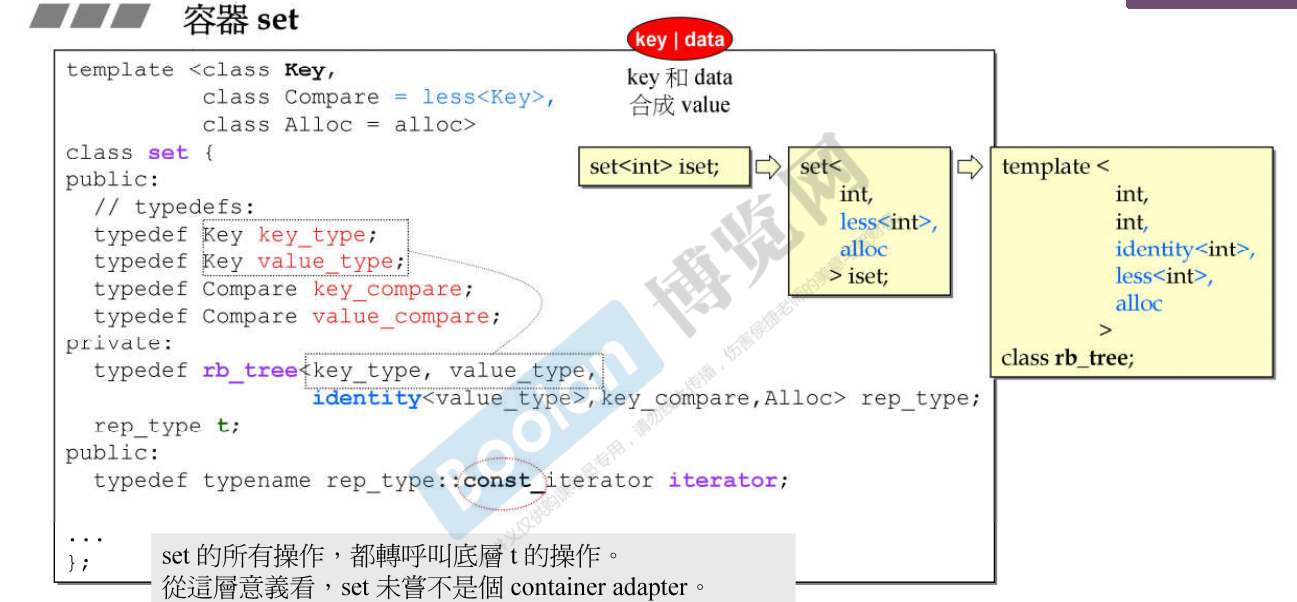 容器 set
key | data
key 和 data
合成 value
template <class Key,
class Compare = less<Key>,
class Alloc = alloc>
class set {
public:
// typedefs:
typedef Key key_type;
typedef Key value_type;
typedef Compare key_compare;
typedef Compare value_compare;
private:
typedef rb_tree<key_type, value_type,
identity<value_type>,key_compare,Alloc> rep_type;
rep_type t;
public:
typedef typename rep_type::const_iterator iterator;
...
};
set<int> iset;
set<
int,
less<int>,
alloc
> iset;
template <
int,
int,
identity<int>,
less<int>,
alloc
>
class rb_tree;
set 的所有操作，都轉呼叫底層 t 的操作。
從這層意義看，set 未嘗不是個 container adapter。
Boolan 博览网